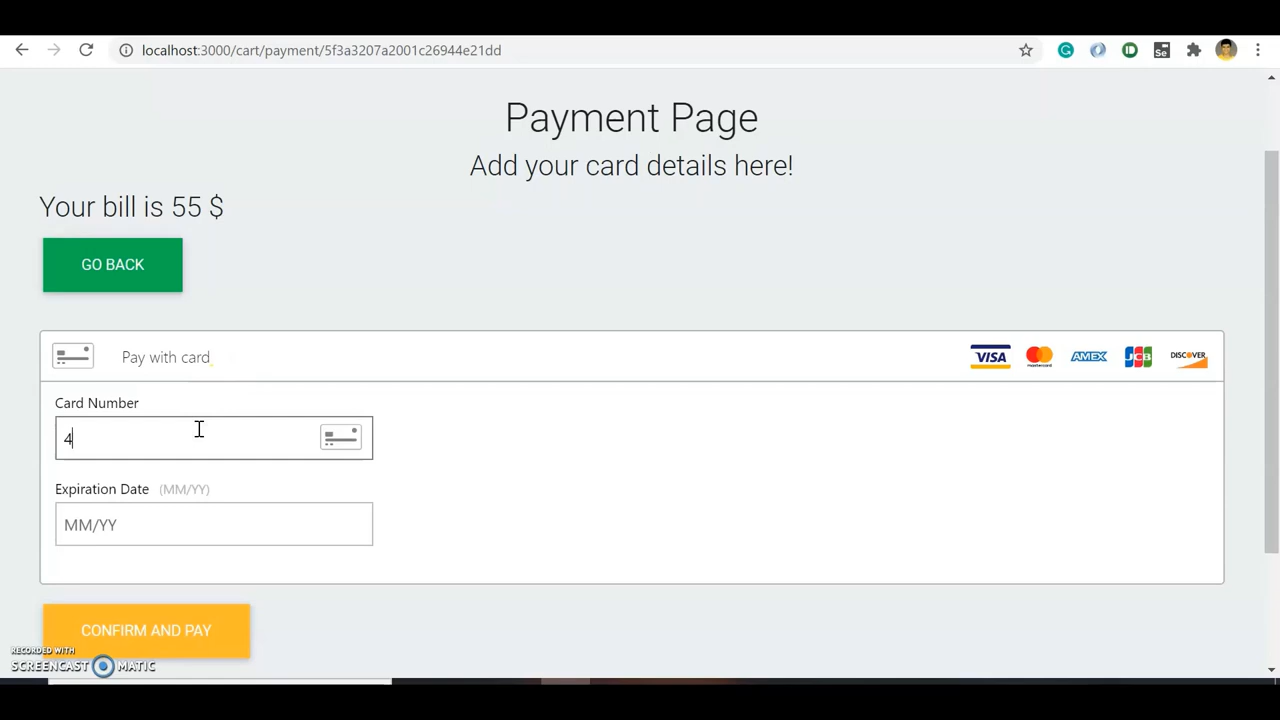 localhost:3000/cart/payment/5f3a3207a2001c26944e21dd
Se
Payment Page
Add your card details here!
Your bill is 55 $
GO BACK
Pay with card
VISA
mastercard
AMEX
JCB
DISCOVER
Card Number
4
Expiration Date (MM/YY)
MM/YY
CONFIRM AND PAY
RECORDED WITH
SCREENCAST MATIC